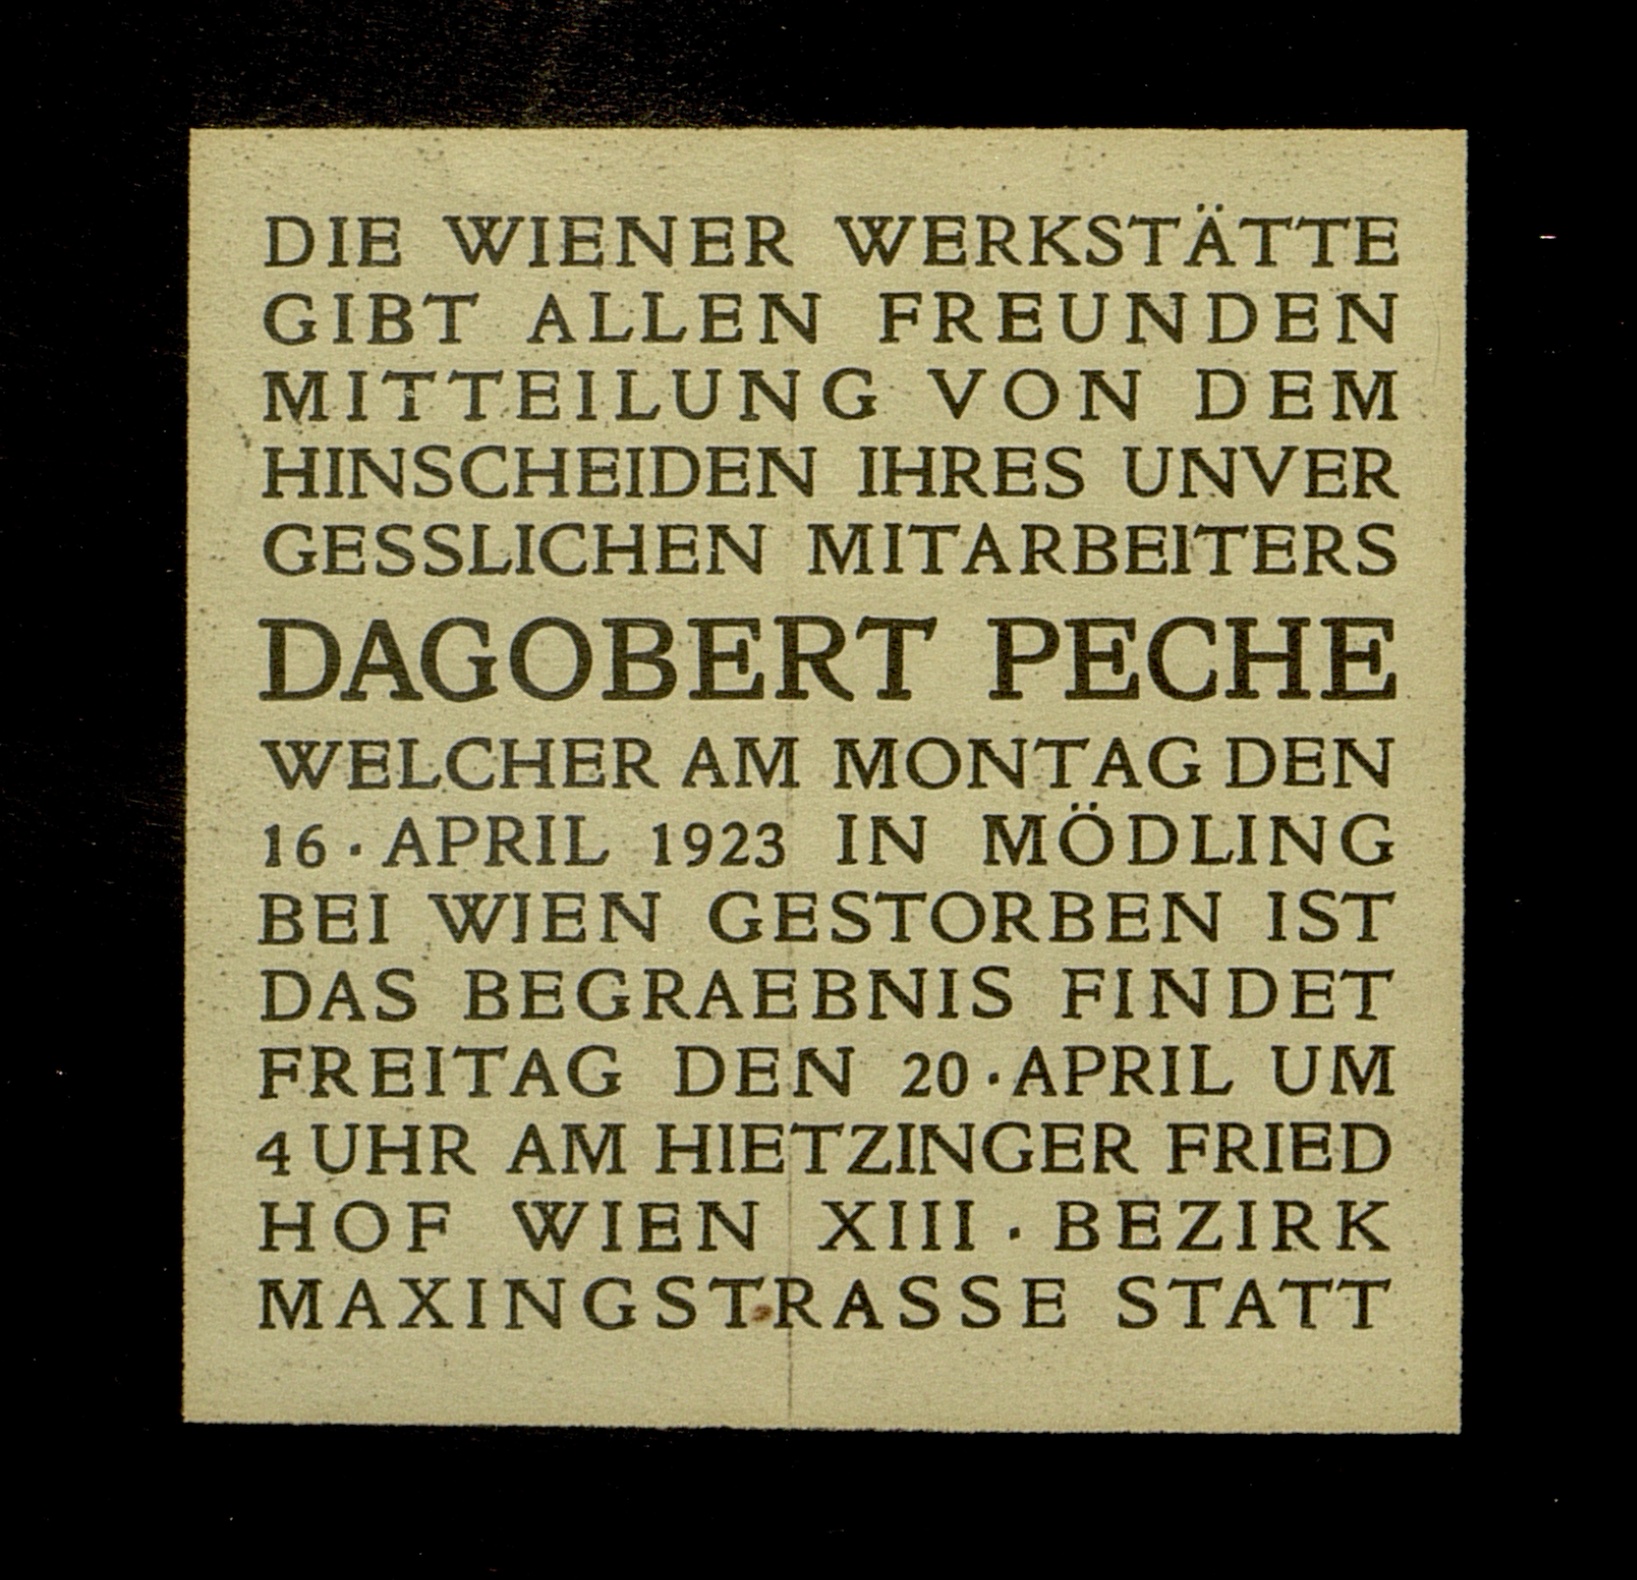 DIE WIENER WERKSTÄTTE
GIBT ALLEN FREUNDEN
MITTEILUNG VON DEM
HINSCHEIDEN IHRES UNVER
GESSLICHEN MITARBEITERS
DAGOBERT PECHE
WELCHER AM MONTAG DEN
16 · APRIL 1923 IN MÖDLING
BEI WIEN GESTORBEN IST
DAS BEGRAEBNIS FINDET
FREITAG DEN 20 · APRIL UM
4 UHR AM HIETZINGER FRIED
HOF WIEN XIII · BEZIRK
MAXINGSTRASSE STATT